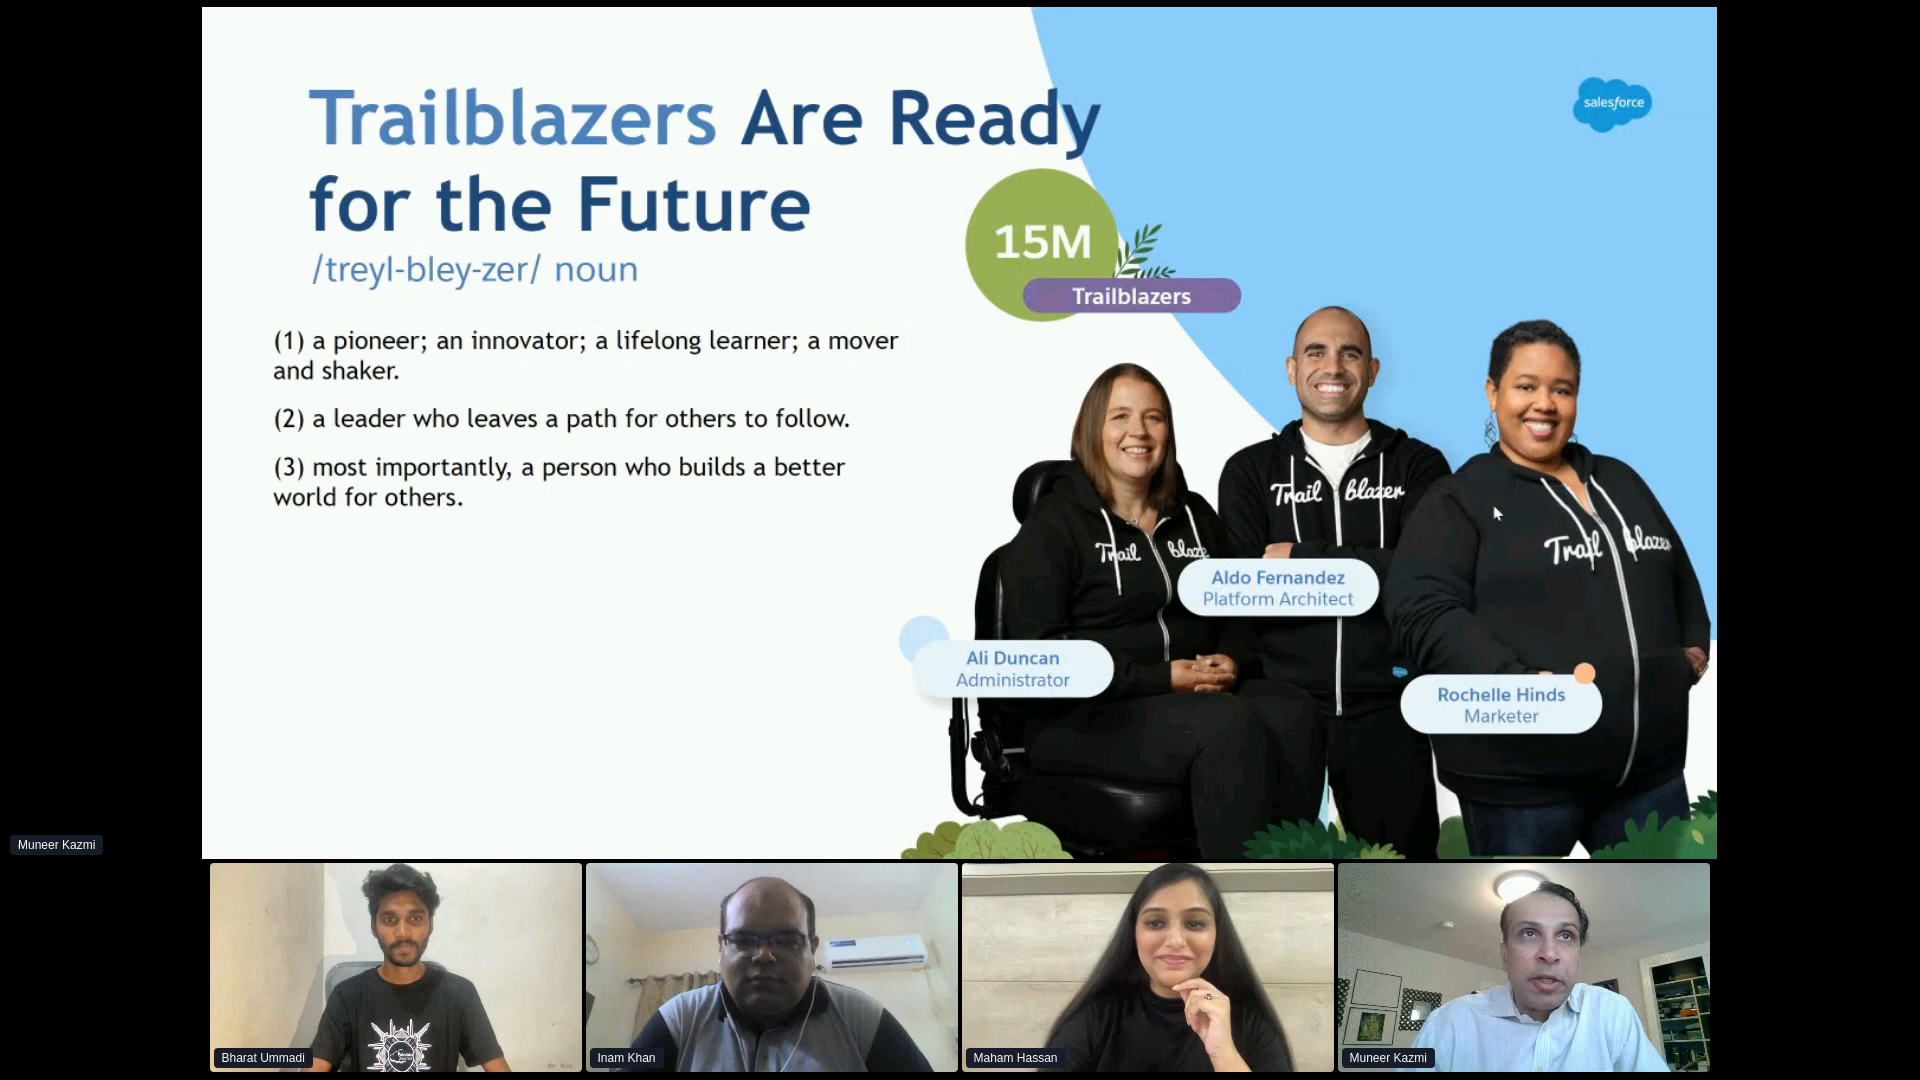 Trailblazers Are Ready
for the Future
/treyl-bley-zer/ noun
salesforce
15M
Trailblazers
(1) a pioneer; an innovator; a lifelong learner; a mover
and shaker.
(2) a leader who leaves a path for others to follow.
(3) most importantly, a person who builds a better
world for others.
Trail blazer
Trail blaze
Trail blazer
Aldo Fernandez
Platform Architect
Ali Duncan
Administrator
Rochelle Hinds
Marketer
Muneer Kazmi
Bharat Ummadi
Inam Khan
Maham Hassan
Muneer Kazmi